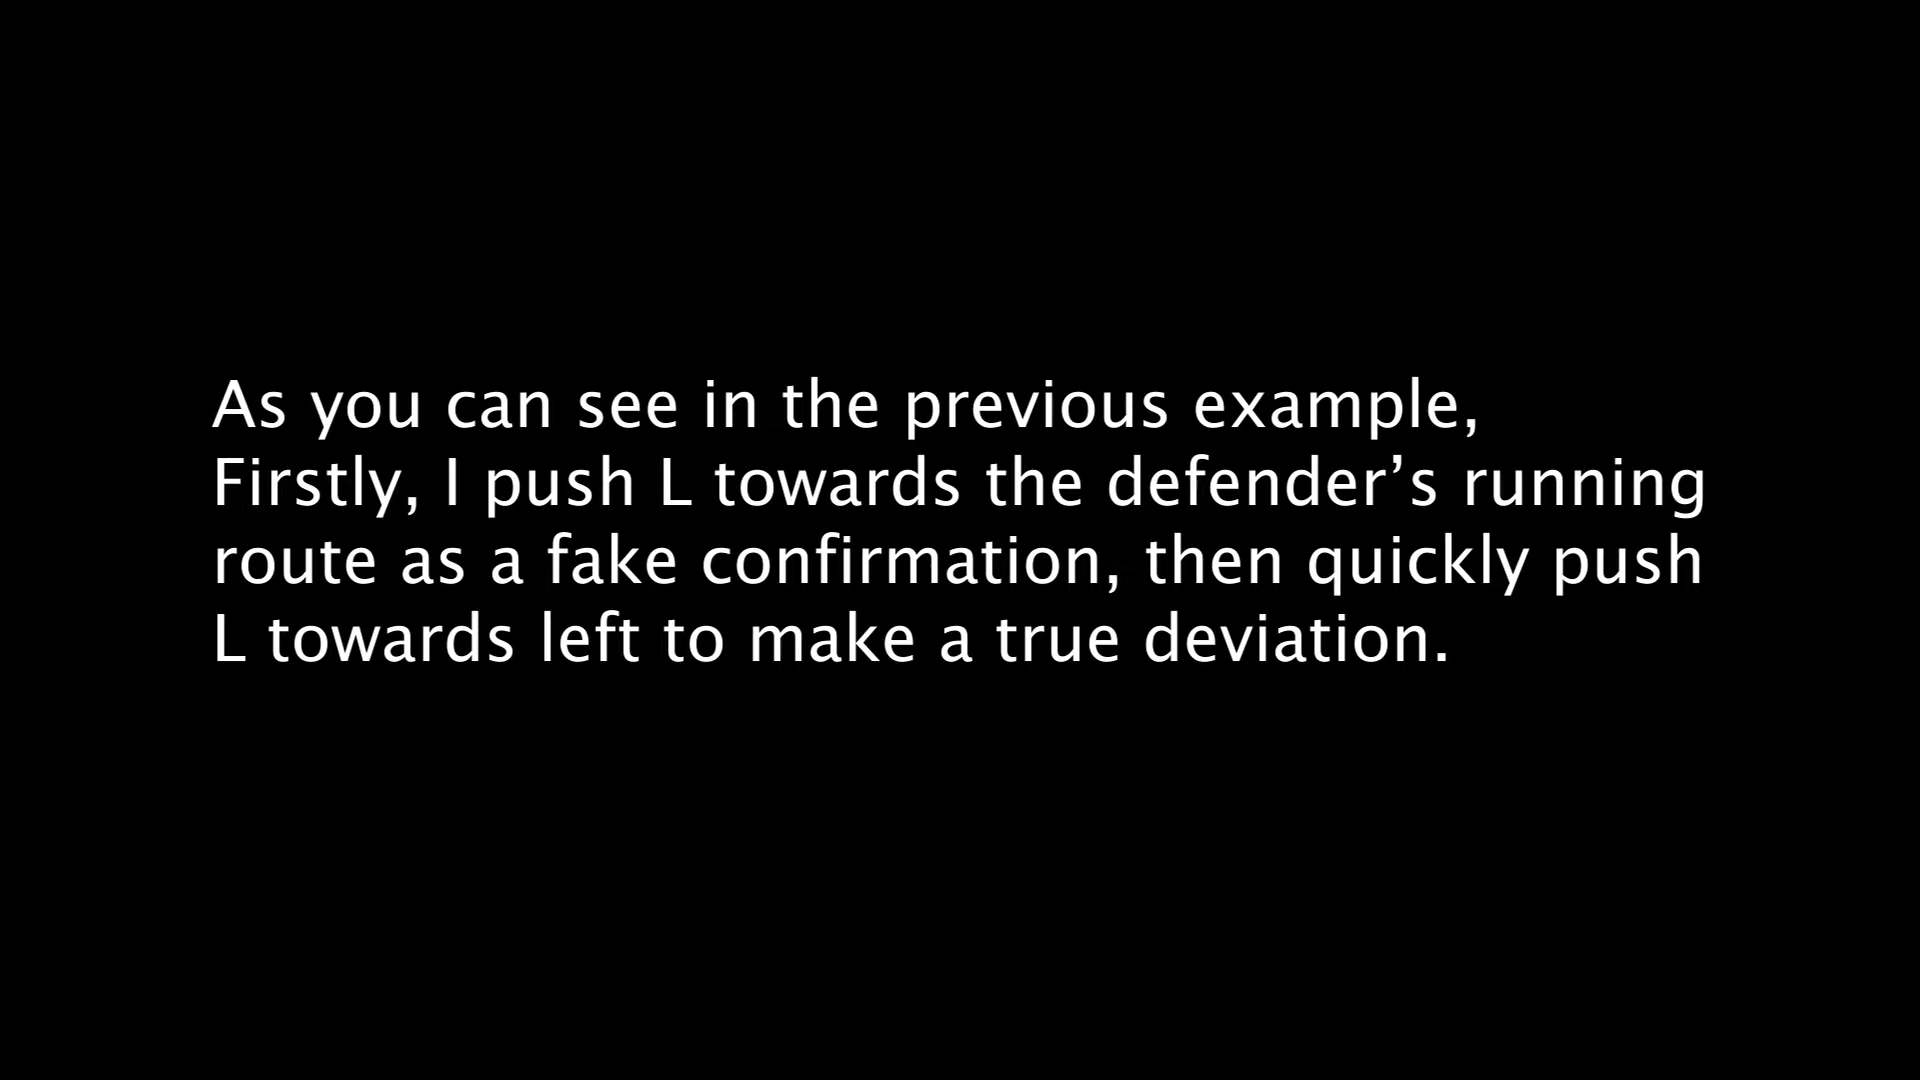 As you can see in the previous example,
Firstly, I push L towards the defender’s running
route as a fake confirmation, then quickly push
L towards left to make a true deviation.